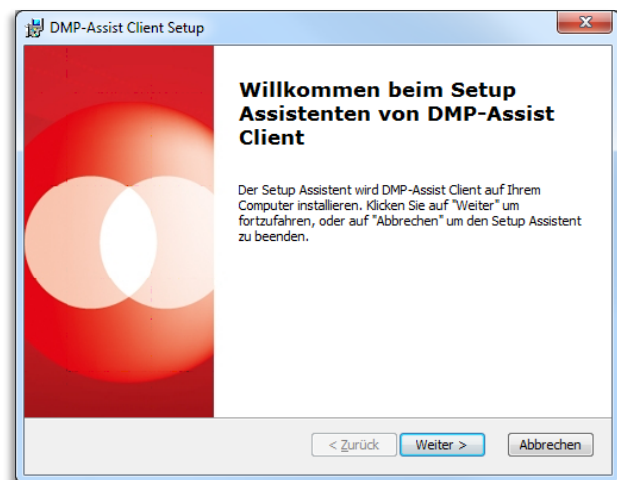 DMP-Assist Client Setup
Willkommen beim Setup
Assistenten von DMP-Assist
Client
Der Setup Assistent wird DMP-Assist Client auf Ihrem
Computer installieren. Klicken Sie auf "Weiter" um
fortzufahren, oder auf "Abbrechen" um den Setup Assistent
zu beenden.
< Zurück Weiter > Abbrechen